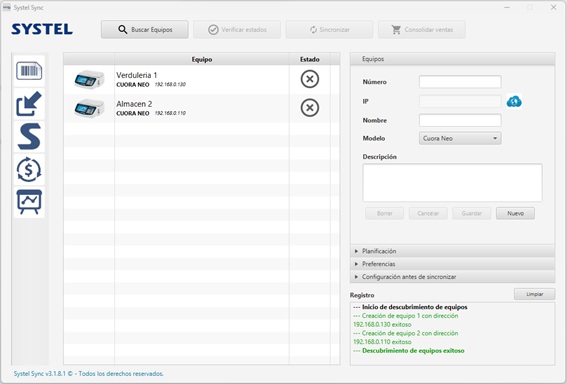 Systel Sync
SYSTEL
Buscar Equipos
Verificar estados
Sincronizar
Consolidar ventas
Equipo
Estado
Verduleria 1
CUORA NEO 192.168.0.130
Almacen 2
CUORA NEO 192.168.0.110
Equipos
Número
IP
Nombre
Modelo
Cuora Neo
Descripción
Borrar
Cancelar
Guardar
Nuevo
Planificación
Preferencias
Configuración antes de sincronizar
Registro
Limpiar
--- Inicio de descubrimiento de equipos
--- Creación de equipo 1 con dirección
192.168.0.130 exitoso
--- Creación de equipo 2 con dirección
192.168.0.110 exitoso
--- Descubrimiento de equipos exitoso
Systel Sync v3.1.8.1 © - Todos los derechos reservados.